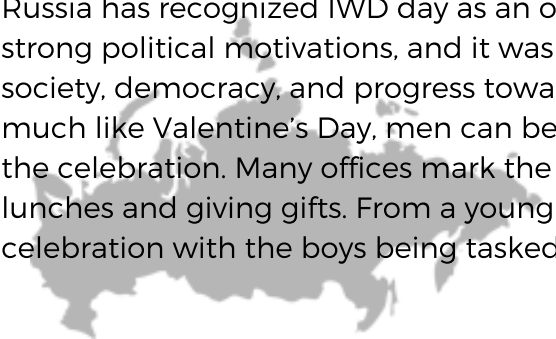 Russia has recognized IWD day as an o
strong political motivations, and it was
society, democracy, and progress towa
much like Valentine’s Day, men can be
the celebration. Many offices mark the
lunches and giving gifts. From a young
celebration with the boys being tasked